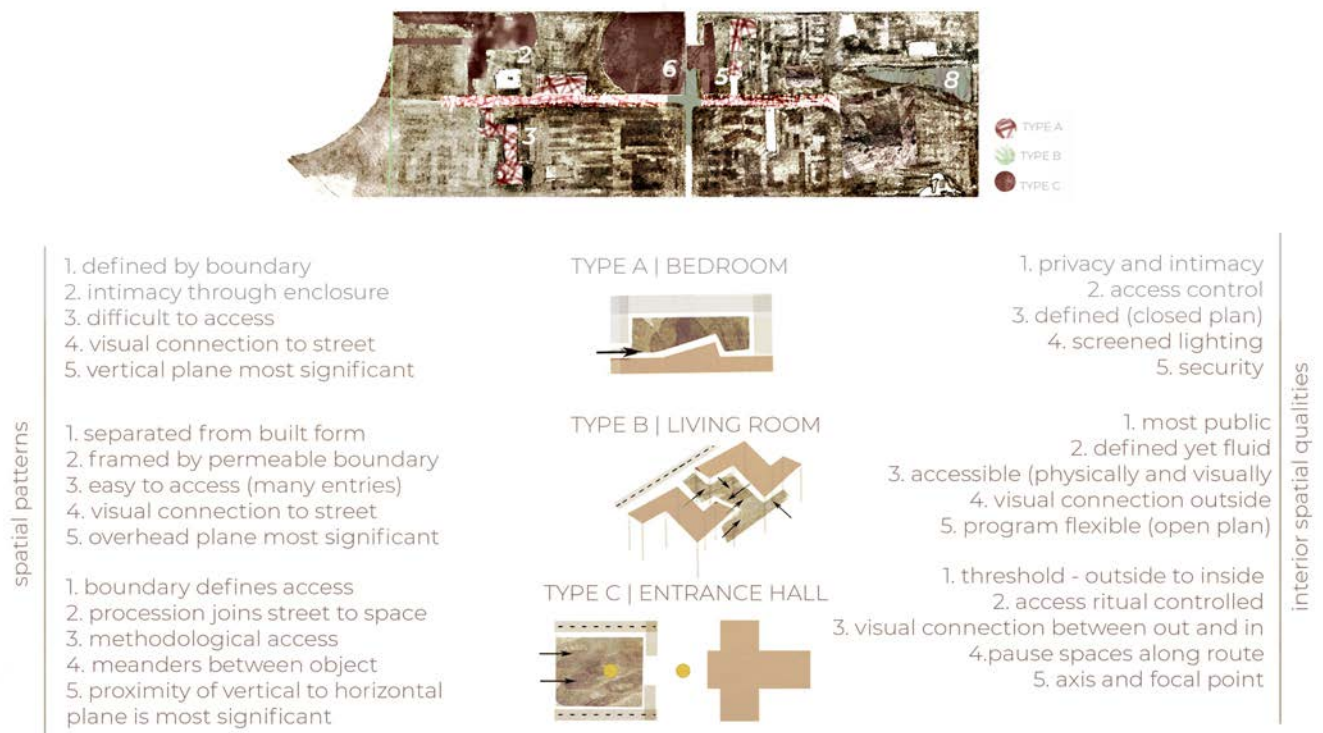 2
6
5
8
3
TYPE A
TYPE B
TYPE C
spatial patterns
1. defined by boundary
2. intimacy through enclosure
3. difficult to access
4. visual connection to street
5. vertical plane most significant
TYPE A | BEDROOM
1. privacy and intimacy
2. access control
3. defined (closed plan)
4. screened lighting
5. security
1. separated from built form
2. framed by permeable boundary
3. easy to access (many entries)
4. visual connection to street
5. overhead plane most significant
TYPE B | LIVING ROOM
1. most public
2. defined yet fluid
3. accessible (physically and visually
4. visual connection outside
5. program flexible (open plan)
1. boundary defines access
2. procession joins street to space
3. methodological access
4. meanders between object
5. proximity of vertical to horizontal
plane is most significant
TYPE C | ENTRANCE HALL
1. threshold - outside to inside
2. access ritual controlled
3. visual connection between out and in
4.pause spaces along route
5. axis and focal point
interior spatial qualities